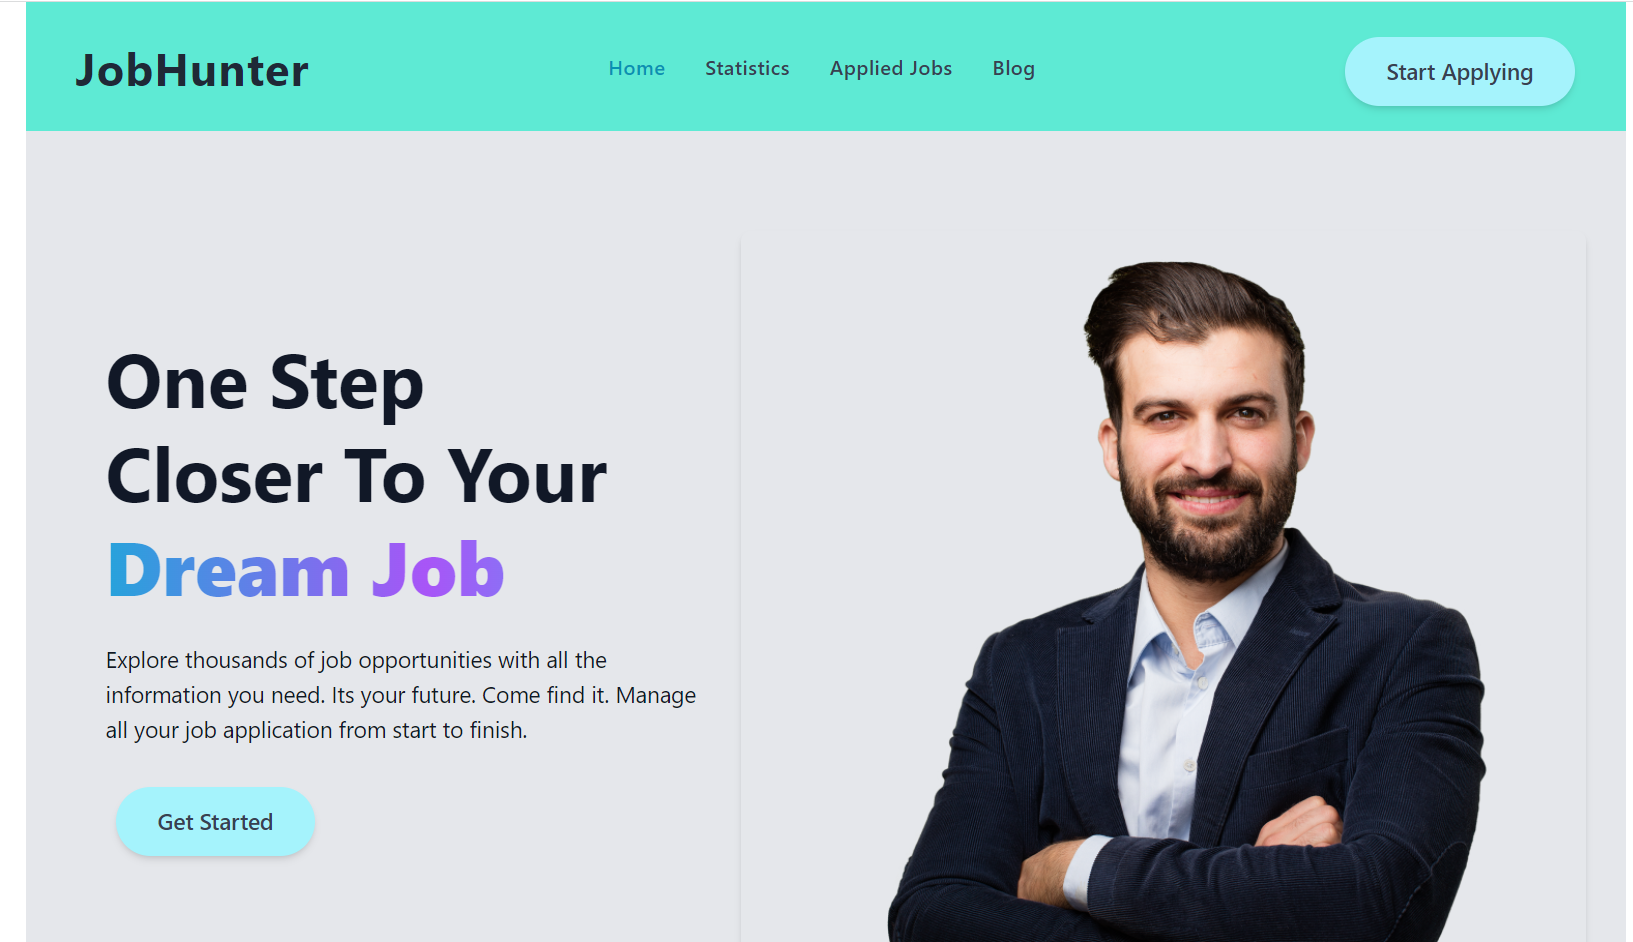 JobHunter
Home Statistics Applied Jobs Blog
Start Applying
One Step
Closer To Your
Dream Job
Explore thousands of job opportunities with all the
information you need. Its your future. Come find it. Manage
all your job application from start to finish.
Get Started